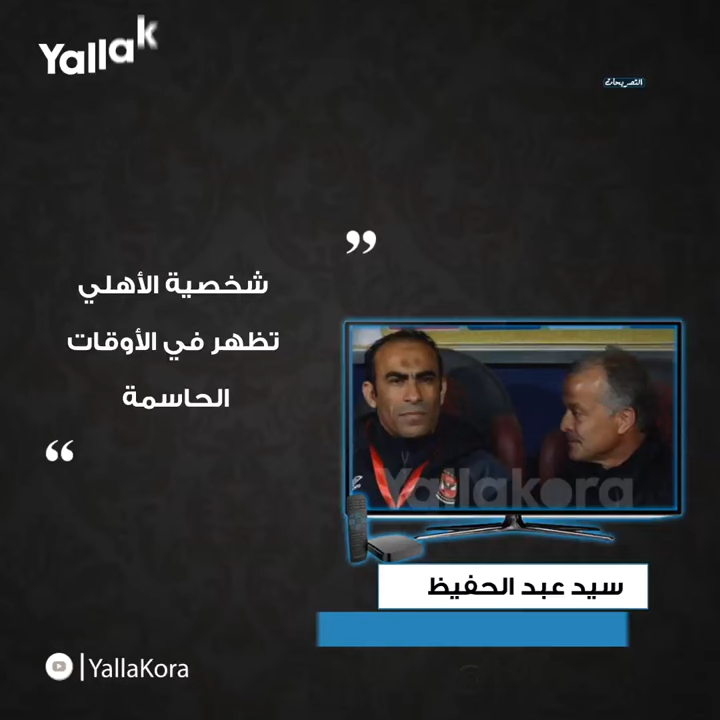 Yallak
التصريحات
”
شخصية الأهلي
تظهر في الأوقات
الحاسمة
“
Yallakora
سيد عبد الحفيظ
| YallaKora